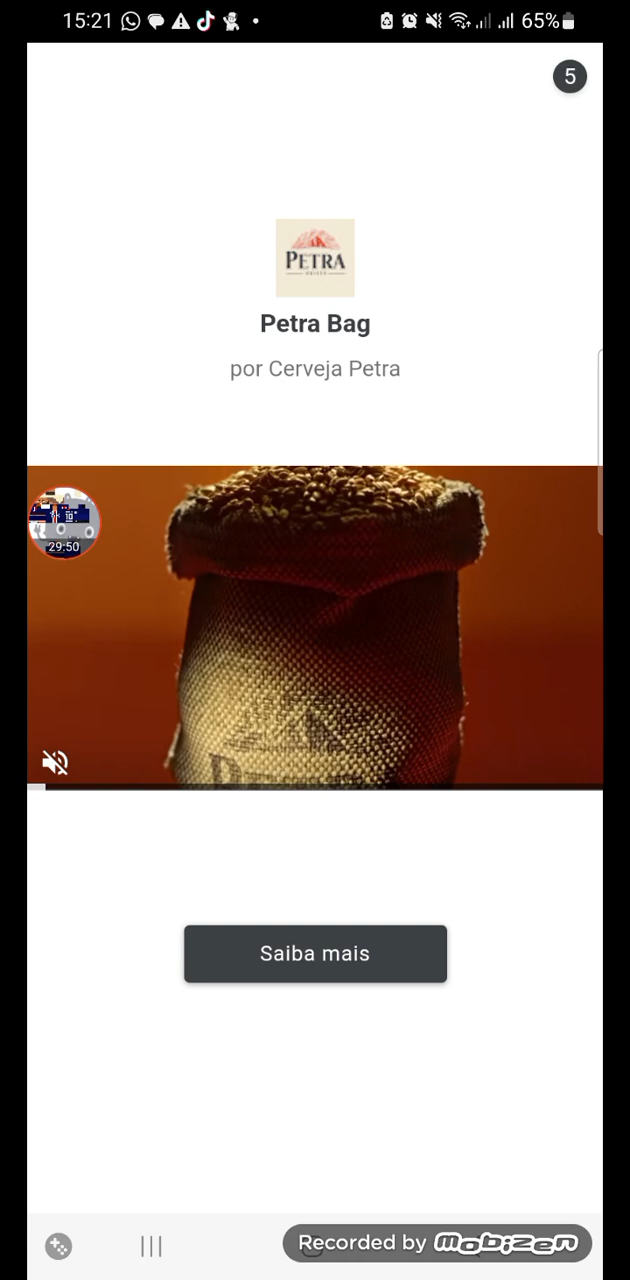 15:21
65%
5
PETRA
Petra Bag
por Cerveja Petra
29:50
Saiba mais
Recorded by mobizen